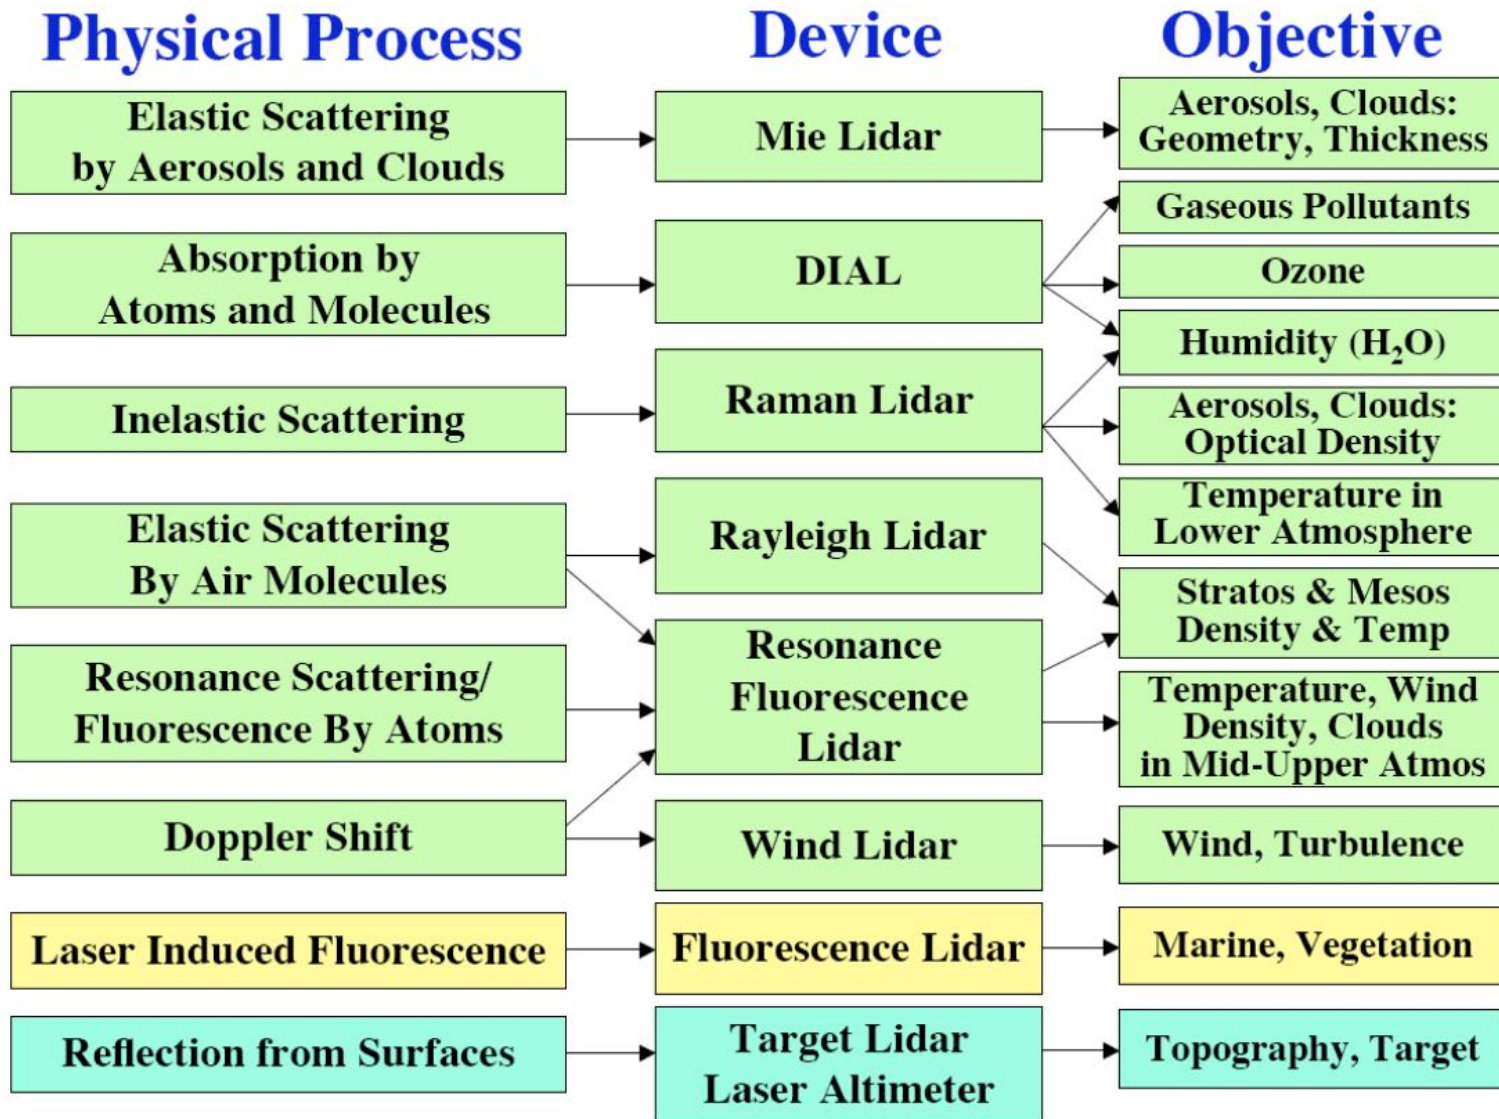 Physical Process
Device
Objective
Elastic Scattering
by Aerosols and Clouds
Mie Lidar
Aerosols, Clouds:
Geometry, Thickness
Absorption by
Atoms and Molecules
DIAL
Gaseous Pollutants
Ozone
Humidity (H₂O)
Inelastic Scattering
Raman Lidar
Aerosols, Clouds:
Optical Density
Temperature in
Lower Atmosphere
Elastic Scattering
By Air Molecules
Rayleigh Lidar
Stratos & Mesos
Density & Temp
Resonance Scattering/
Fluorescence By Atoms
Resonance
Fluorescence
Lidar
Temperature, Wind
Density, Clouds
in Mid-Upper Atmos
Doppler Shift
Wind Lidar
Wind, Turbulence
Laser Induced Fluorescence
Fluorescence Lidar
Marine, Vegetation
Reflection from Surfaces
Target Lidar
Laser Altimeter
Topography, Target